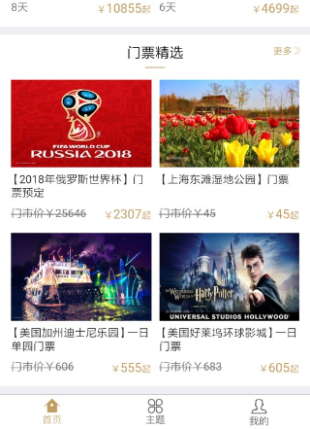 8天 ￥10855起 6天 ￥4699起
门票精选 更多
FIFA WORLD CUP
RUSSIA 2018
【2018年俄罗斯世界杯】门
票预定
门市价￥25646 ￥2307起
【上海东滩湿地公园】门票
门市价￥45 ￥45起
THE WIZARDING WORLD OF
Harry Potter
UNIVERSAL STUDIOS HOLLYWOOD
【美国加州迪士尼乐园】一日
单园门票
门市价￥606 ￥555起
【美国好莱坞环球影城】一日
门票
门市价￥683 ￥605起
首页 主题 我的